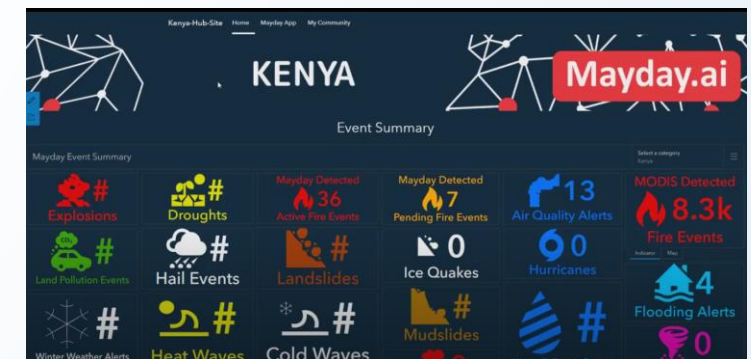 Kenya-Hub-Site Home Mayday App My Community
KENYA
Mayday.ai
Event Summary
Mayday Event Summary
Select a category
Kenya
#
Explosions
#
Droughts
Mayday Detected
36
Active Fire Events
Mayday Detected
7
Pending Fire Events
13
Air Quality Alerts
MODIS Detected
8.3k
Fire Events
CO₂
#
Land Pollution Events
#
Hail Events
#
Landslides
0
Ice Quakes
0
Hurricanes
Indicator Map
4
Flooding Alerts
#
Winter Weather Alerts
#
Heat Waves
#
Cold Waves
#
Mudslides
#
0